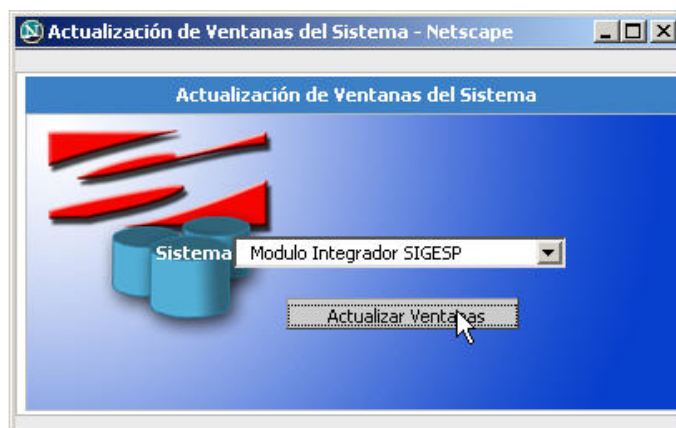 Actualización de Ventanas del Sistema - Netscape
Actualización de Ventanas del Sistema
Sistema Modulo Integrador SIGESP
Actualizar Ventanas